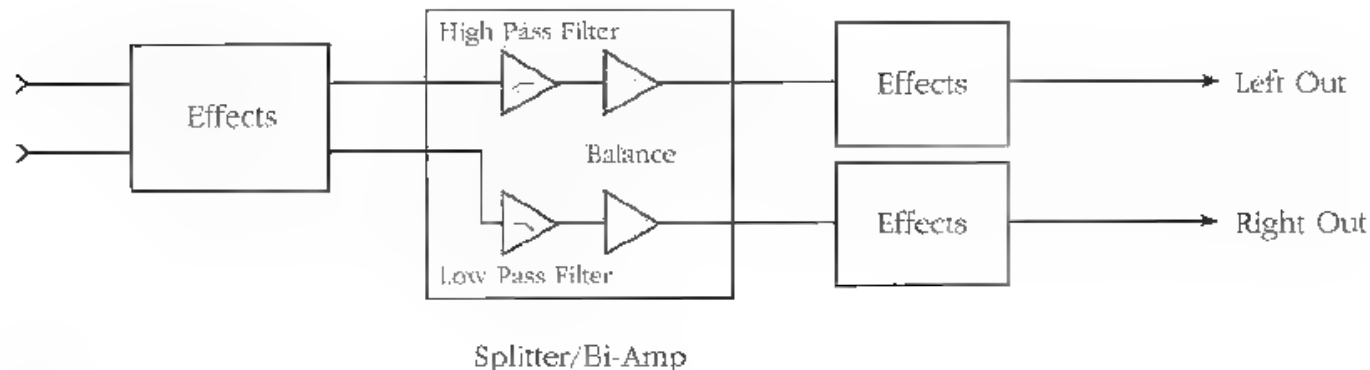 High Pass Filter
Effects
Effects
Left Out
Balance
Effects
Right Out
Low Pass Filter
Splitter/Bi-Amp